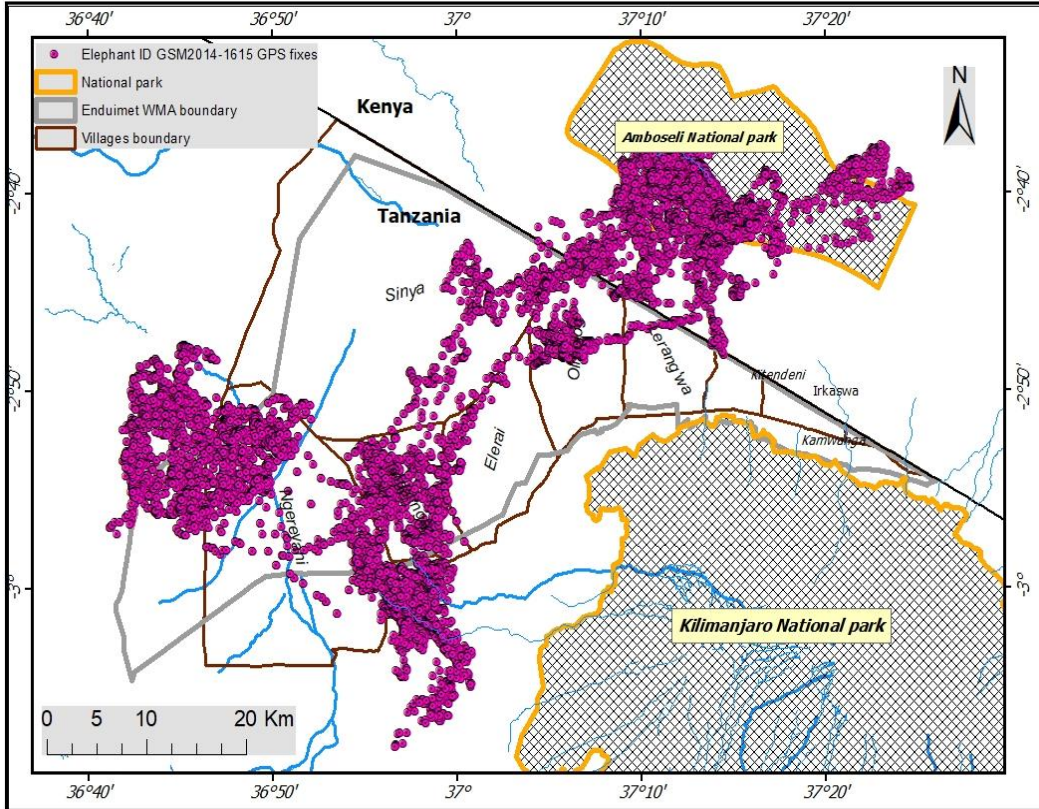 36°40' 36°50' 37° 37°10' 37°20'
Elephant ID GSM2014-1615 GPS fixes
National park
Enduimet WMA boundary
Villages boundary
Kenya
N
Amboseli National park
-2°40' -2°40'
Tanzania
Sinya
Kitendeni
-2°50' -2°50'
Irkaswa
Kamwanga
Elerai
Ngereyani
-3° -3°
Kilimanjaro National park
0 5 10 20 Km
36°40' 36°50' 37° 37°10' 37°20'